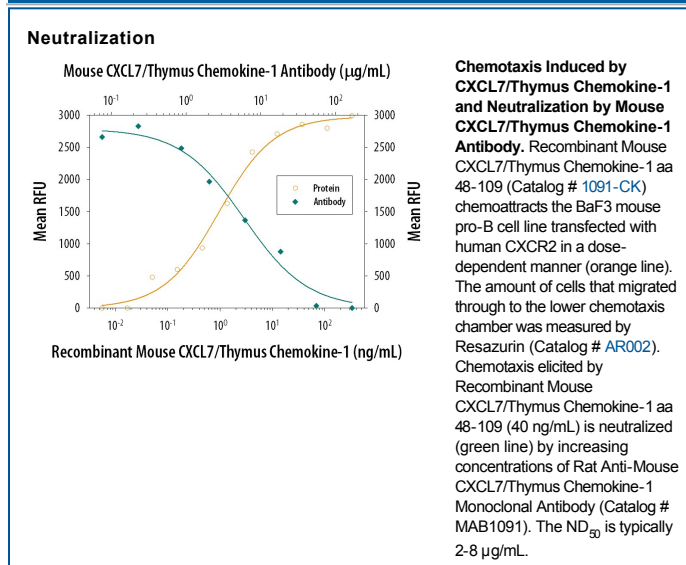 Neutralization
Mouse CXCL7/Thymus Chemokine-1 Antibody (µg/mL)
10⁻¹ 10⁰ 10¹ 10²
3000 3000
2500 2500
2000 2000
1500 1500
1000 1000
500 500
0 0
Mean RFU
Mean RFU
Protein
Antibody
10⁻² 10⁻¹ 10⁰ 10¹ 10²
Recombinant Mouse CXCL7/Thymus Chemokine-1 (ng/mL)
Chemotaxis Induced by
CXCL7/Thymus Chemokine-1
and Neutralization by Mouse
CXCL7/Thymus Chemokine-1
Antibody. Recombinant Mouse
CXCL7/Thymus Chemokine-1 aa
48-109 (Catalog # 1091-CK)
chemoattracts the BaF3 mouse
pro-B cell line transfected with
human CXCR2 in a dose-
dependent manner (orange line).
The amount of cells that migrated
through to the lower chemotaxis
chamber was measured by
Resazurin (Catalog # AR002).
Chemotaxis elicited by
Recombinant Mouse
CXCL7/Thymus Chemokine-1 aa
48-109 (40 ng/mL) is neutralized
(green line) by increasing
concentrations of Rat Anti-Mouse
CXCL7/Thymus Chemokine-1
Monoclonal Antibody (Catalog #
MAB1091). The ND₅₀ is typically
2-8 µg/mL.